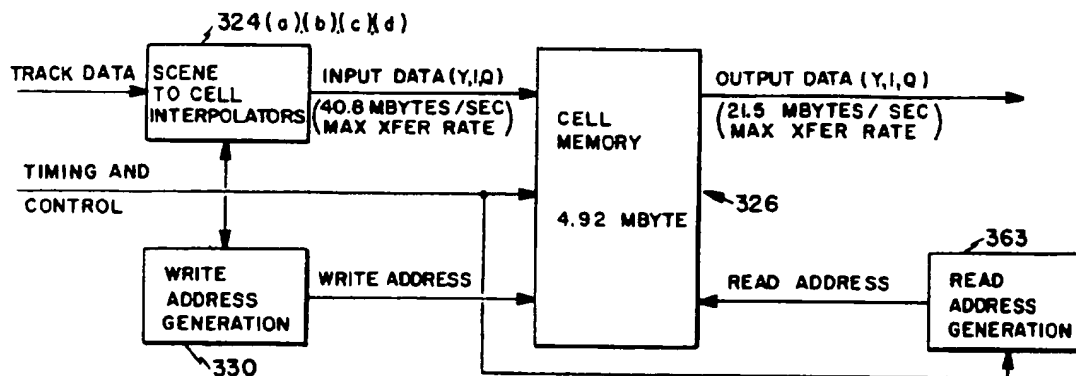 324(a)(b)(c)(d)
TRACK DATA
SCENE
TO CELL
INTERPOLATORS
INPUT DATA (Y,I,Q)
(40.8 MBYTES/SEC
MAX XFER RATE)
CELL
MEMORY
4.92 MBYTE
OUTPUT DATA (Y,I,Q)
(21.5 MBYTES/ SEC
MAX XFER RATE)
TIMING AND
CONTROL
326
363
WRITE
ADDRESS
GENERATION
WRITE ADDRESS
READ ADDRESS
READ
ADDRESS
GENERATION
330